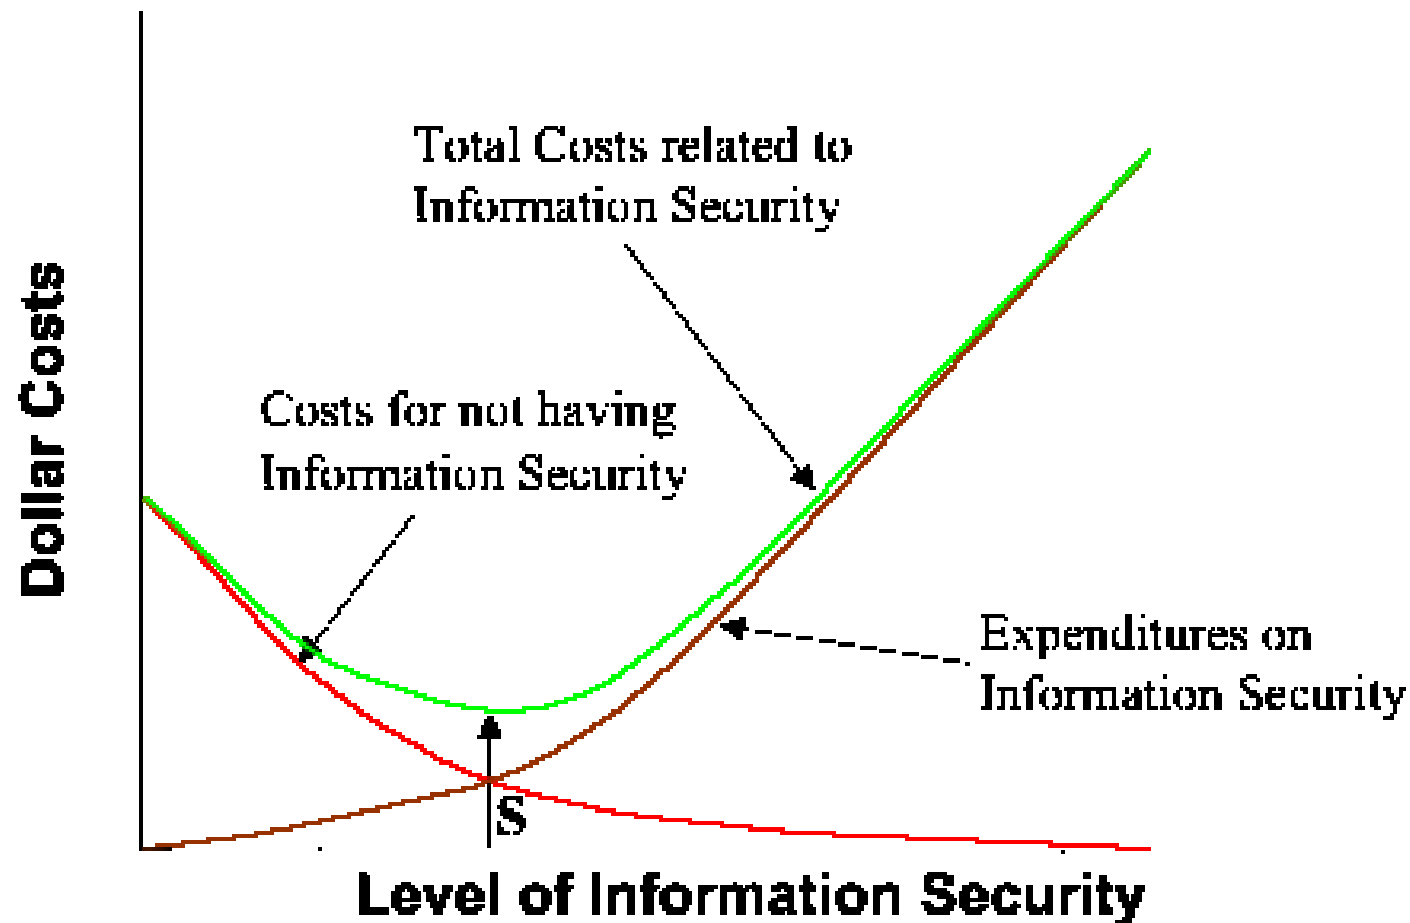 Total Costs related to
Information Security
Costs for not having
Information Security
Dollar Costs
Expenditures on
Information Security
S
Level of Information Security